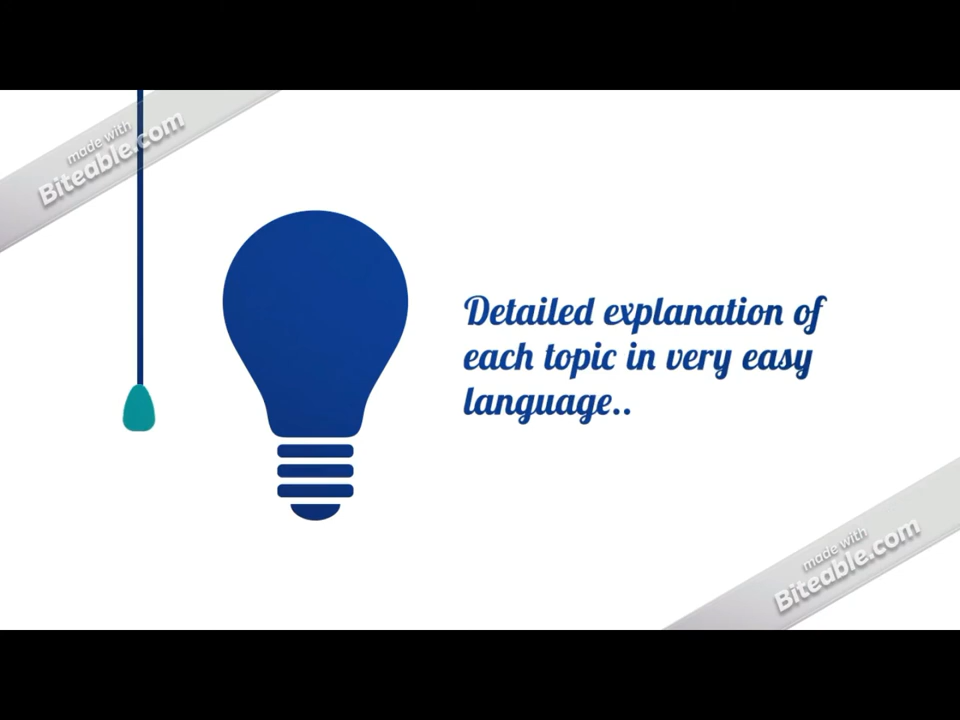 made with
Biteable.com
Detailed explanation of
each topic in very easy
language..
made with
Biteable.com